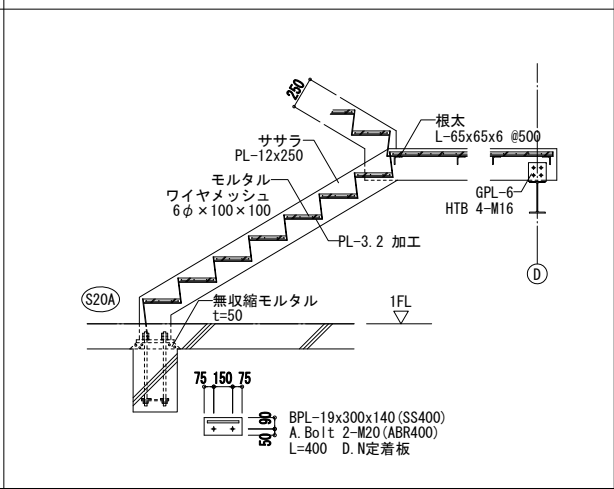 250
根太
L-65x65x6 @500
ササラ
PL-12x250
モルタル
ワイヤメッシュ
6φ×100×100
GPL-6
HTB 4-M16
PL-3.2 加工
D
S20A
無収縮モルタル
t=50
1FL
75 150 75
90
50
BPL-19x300x140(SS400)
A.Bolt 2-M20(ABR400)
L=400 D.N定着板